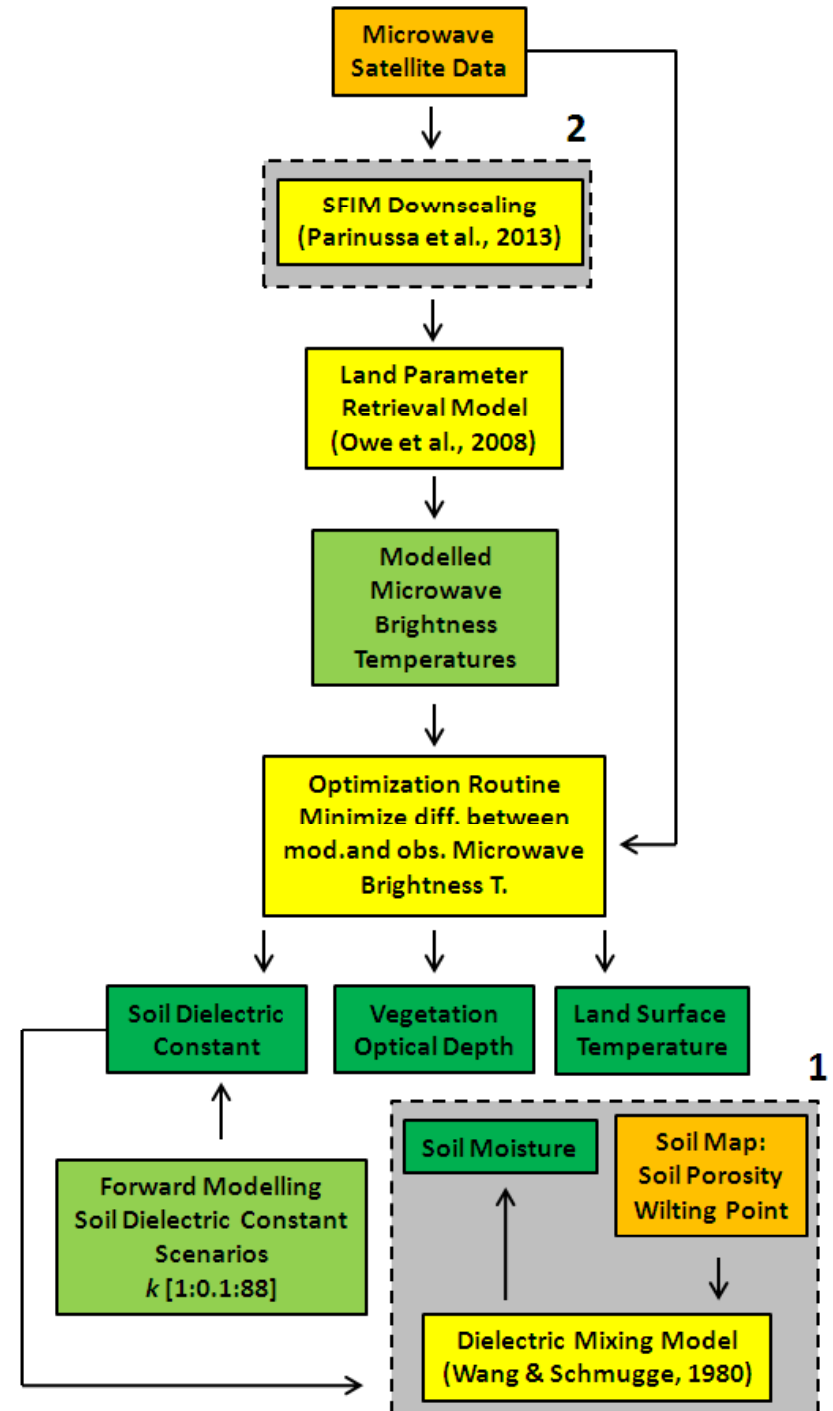 Microwave
Satellite Data
2
SFIM Downscaling
(Parinussa et al., 2013)
Land Parameter
Retrieval Model
(Owe et al., 2008)
Modelled
Microwave
Brightness
Temperatures
Optimization Routine
Minimize diff. between
mod.and obs. Microwave
Brightness T.
Soil Dielectric
Constant
Vegetation
Optical Depth
Land Surface
Temperature
1
Soil Moisture
Soil Map:
Soil Porosity
Wilting Point
Forward Modelling
Soil Dielectric Constant
Scenarios
k [1:0.1:88]
Dielectric Mixing Model
(Wang & Schmugge, 1980)